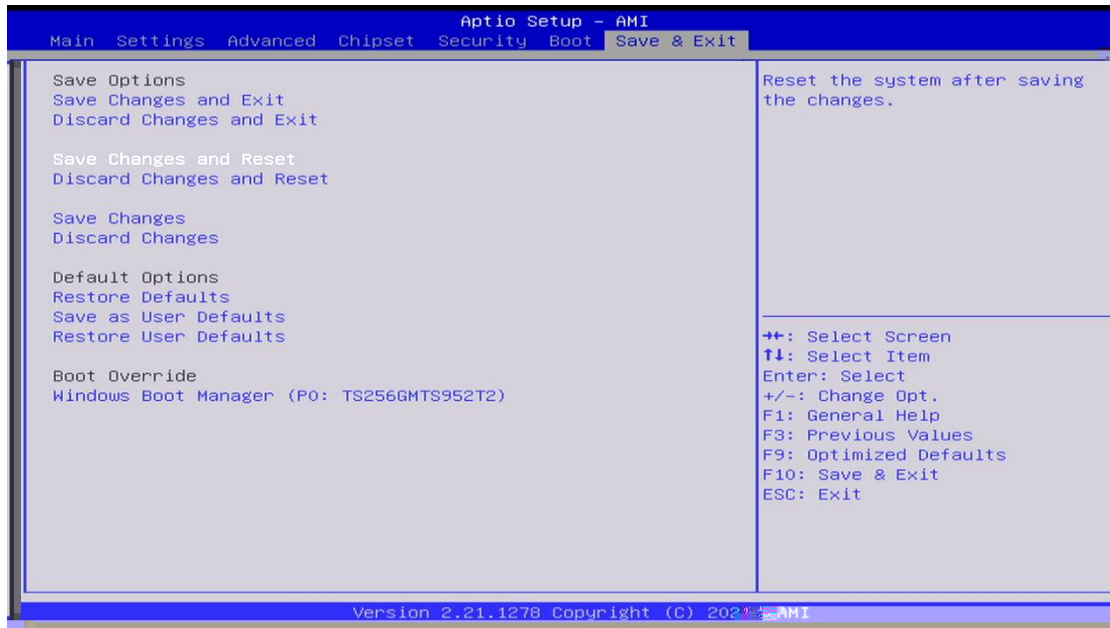 Aptio Setup – AMI
Main Settings Advanced Chipset Security Boot Save & Exit
Save Options
Save Changes and Exit
Discard Changes and Exit
Save Changes and Reset
Discard Changes and Reset
Save Changes
Discard Changes
Default Options
Restore Defaults
Save as User Defaults
Restore User Defaults
Boot Override
Windows Boot Manager (P0: TS256GMTS952T2)
Reset the system after saving
the changes.
→←: Select Screen
↑↓: Select Item
Enter: Select
+/-: Change Opt.
F1: General Help
F3: Previous Values
F9: Optimized Defaults
F10: Save & Exit
ESC: Exit
Version 2.21.1278 Copyright (C) AMI